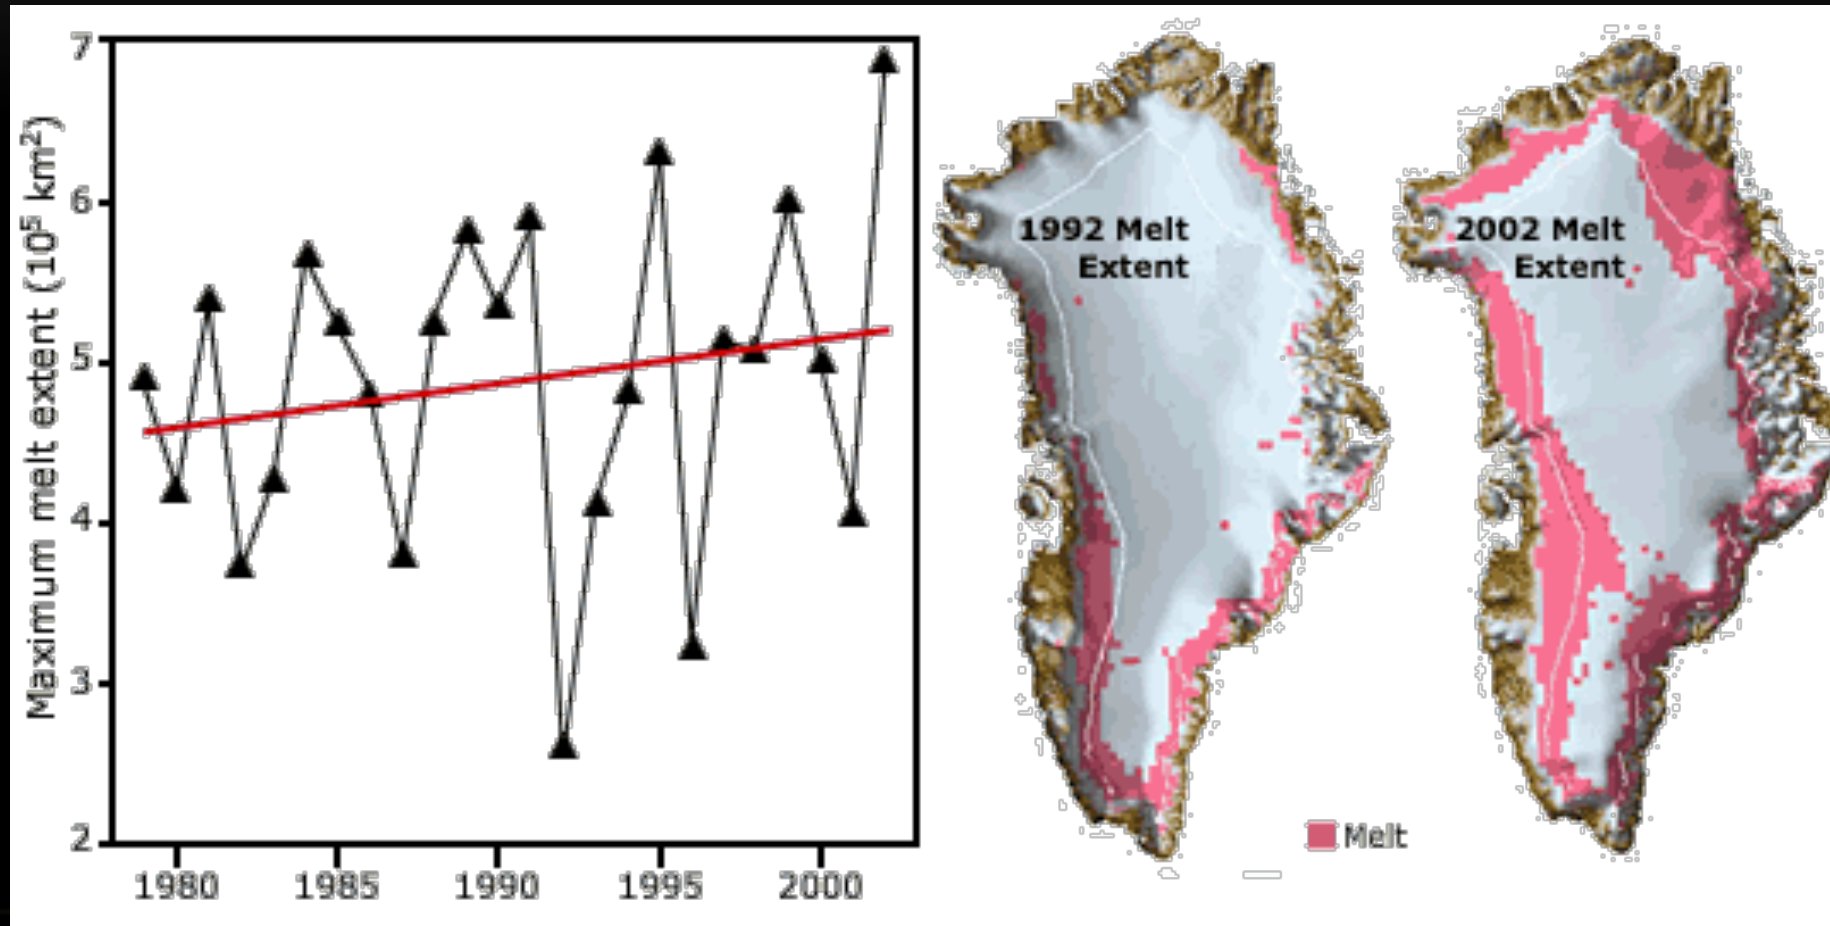 Maximum melt extent (10⁵ km²)
7
6
5
4
3
2
1980 1985 1990 1995 2000
1992 Melt
Extent
2002 Melt
Extent
Melt